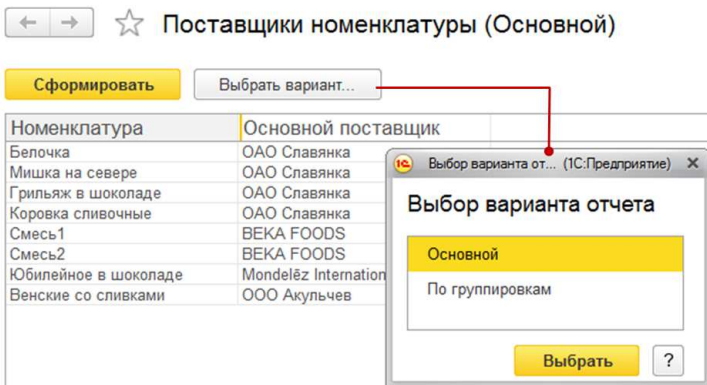 Поставщики номенклатуры (Основной)
Сформировать Выбрать вариант...
Номенклатура Основной поставщик
Белочка ОАО Славянка
Мишка на севере ОАО Славянка
Грильяж в шоколаде ОАО Славянка
Коровка сливочные ОАО Славянка
Смесь1 BEKA FOODS
Смесь2 BEKA FOODS
Юбилейное в шоколаде Mondelēz Internation
Венские со сливками ООО Акульчев
1C Выбор варианта от... (1С:Предприятие) ×
Выбор варианта отчета
Основной
По группировкам
Выбрать ?